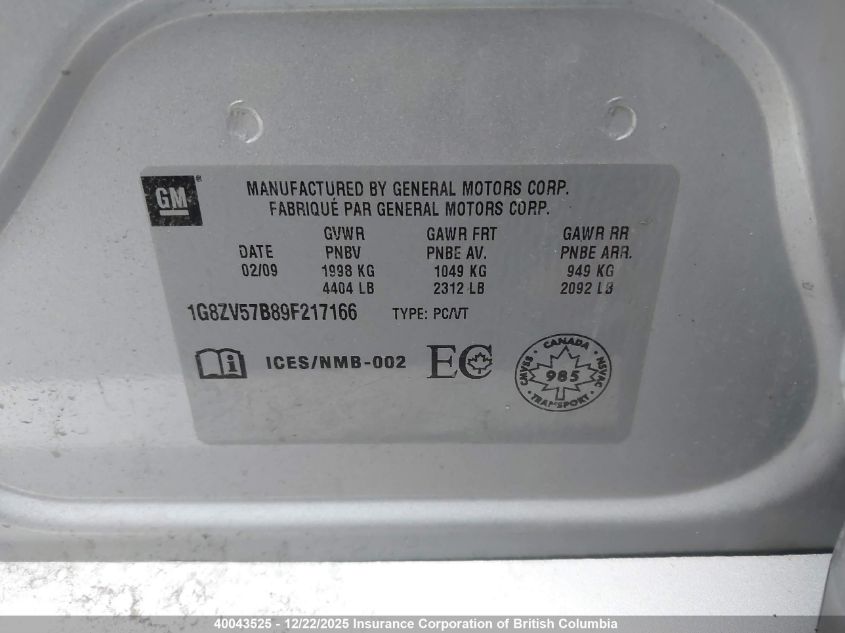 GM
MANUFACTURED BY GENERAL MOTORS CORP.
FABRIQUÉ PAR GENERAL MOTORS CORP.
GVWR GAWR FRT GAWR RR
DATE PNBV PNBE AV. PNBE ARR.
02/09 1998 KG 1049 KG 949 KG
4404 LB 2312 LB 2092 LB
1G8ZV57B89F217166 TYPE: PC/VT
i ICES/NMB-002 EC
CANADA
CMVSS 985 NSVAC
TRANSPORT
40043525 - 12/22/2025 Insurance Corporation of British Columbia